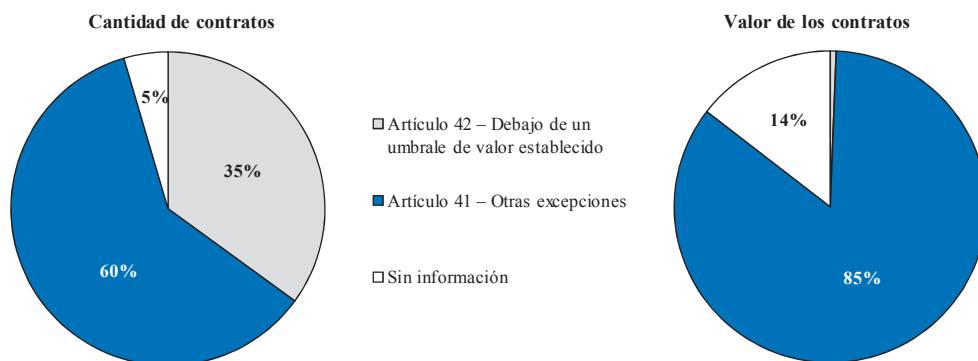 Cantidad de contratos
5%
35%
60%
Artículo 42 – Debajo de un
umbrale de valor establecido
Artículo 41 – Otras excepciones
Sin información
Valor de los contratos
14%
85%